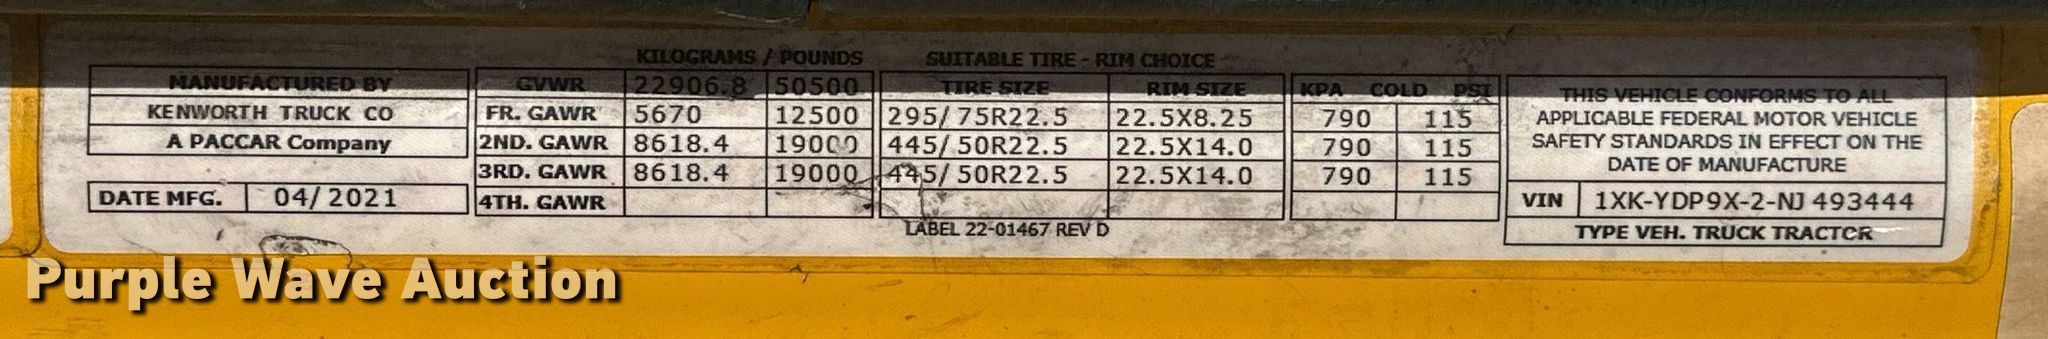 KILOGRAMS / POUNDS SUITABLE TIRE - RIM CHOICE
MANUFACTURED BY GVWR 22906.8 50500 TIRE SIZE RIM SIZE KPA COLD PSI
KENWORTH TRUCK CO FR. GAWR 5670 12500 295/75R22.5 22.5X8.25 790 115
A PACCAR Company 2ND. GAWR 8618.4 19000 445/50R22.5 22.5X14.0 790 115
3RD. GAWR 8618.4 19000 445/50R22.5 22.5X14.0 790 115
DATE MFG. 04/2021 4TH. GAWR
LABEL 22-01467 REV D
THIS VEHICLE CONFORMS TO ALL
APPLICABLE FEDERAL MOTOR VEHICLE
SAFETY STANDARDS IN EFFECT ON THE
DATE OF MANUFACTURE
VIN 1XK-YDP9X-2-NJ 493444
TYPE VEH. TRUCK TRACTOR
Purple Wave Auction